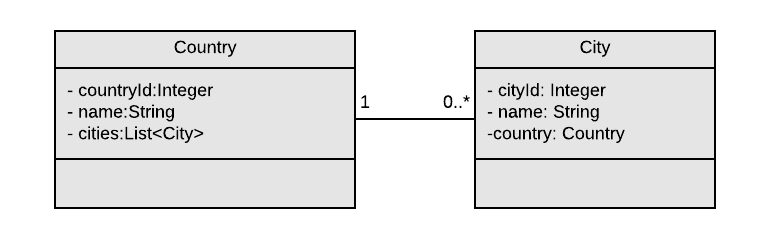 Country
- countryId:Integer
- name:String
- cities:List<City>
1
0..*
City
- cityId: Integer
- name: String
-country: Country